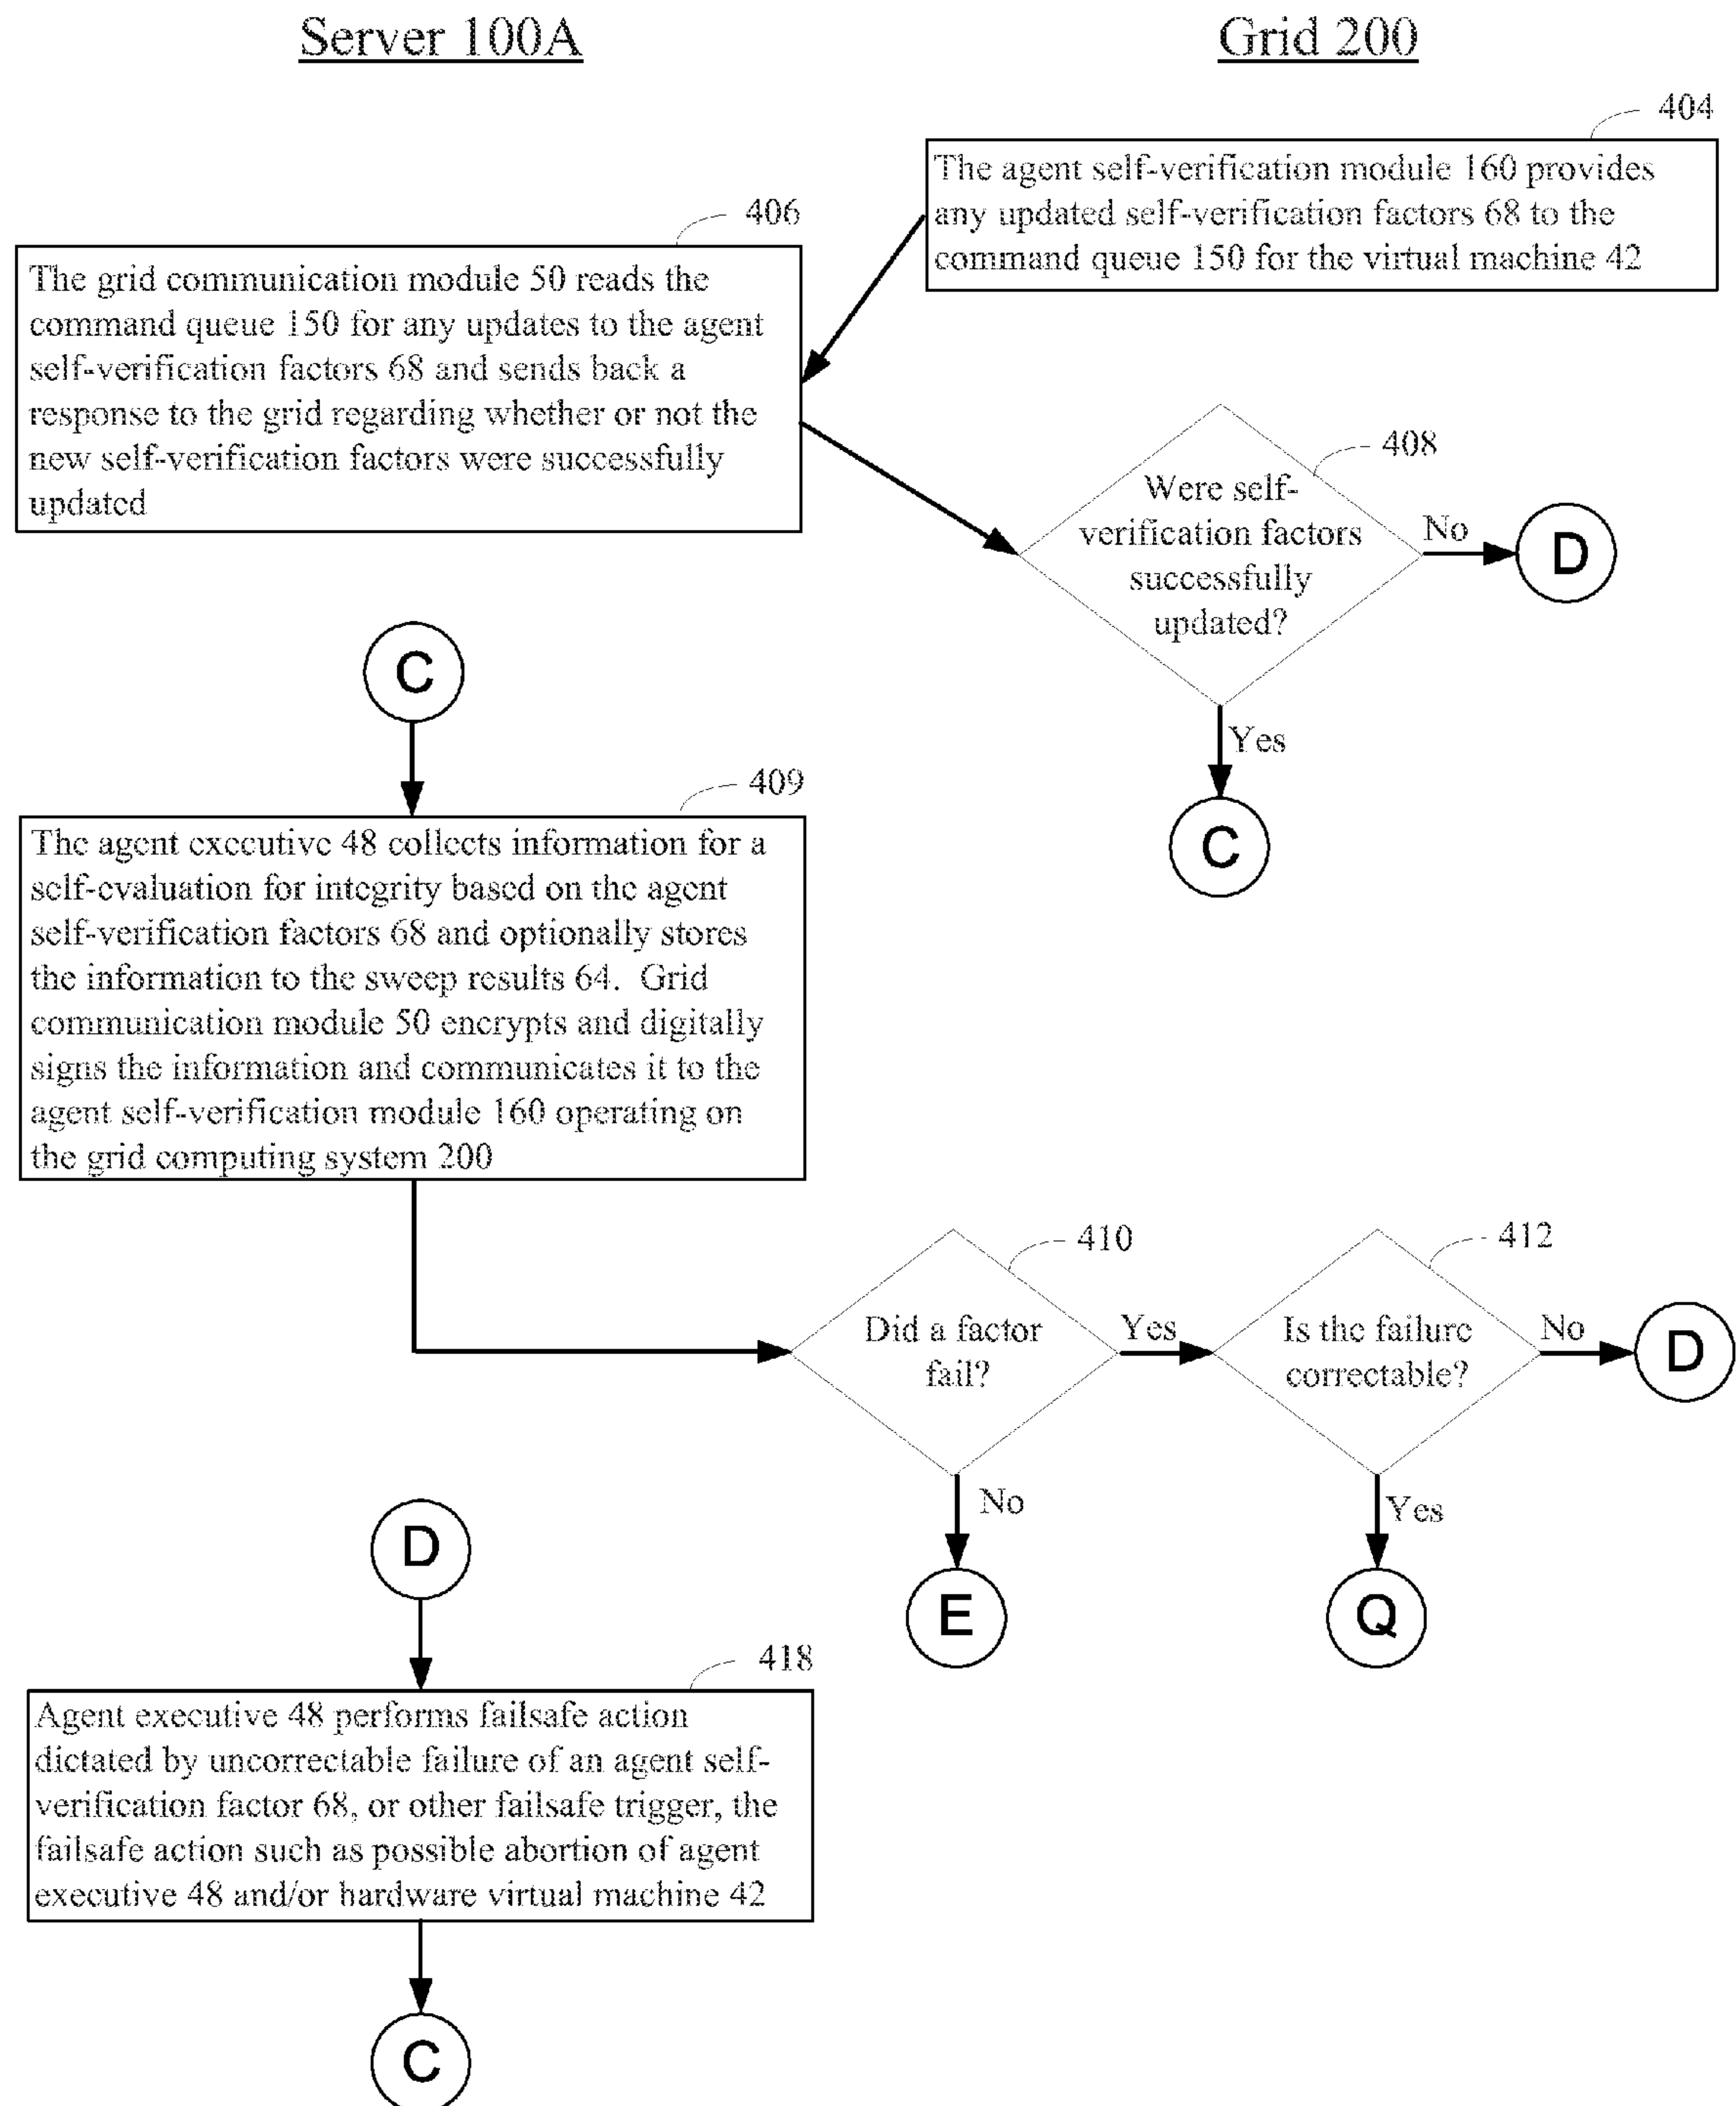 Server 100A
Grid 200
404
The agent self-verification module 160 provides
any updated self-verification factors 68 to the
command queue 150 for the virtual machine 42
406
The grid communication module 50 reads the
command queue 150 for any updates to the agent
self-verification factors 68 and sends back a
response to the grid regarding whether or not the
new self-verification factors were successfully
updated
408
Were self-
verification factors
successfully
updated?
No
D
Yes
C
C
409
The agent executive 48 collects information for a
self-evaluation for integrity based on the agent
self-verification factors 68 and optionally stores
the information to the sweep results 64.  Grid
communication module 50 encrypts and digitally
signs the information and communicates it to the
agent self-verification module 160 operating on
the grid computing system 200
410
Did a factor
fail?
Yes
412
Is the failure
correctable?
No
D
No
E
Yes
Q
D
418
Agent executive 48 performs failsafe action
dictated by uncorrectable failure of an agent self-
verification factor 68, or other failsafe trigger, the
failsafe action such as possible abortion of agent
executive 48 and/or hardware virtual machine 42
C